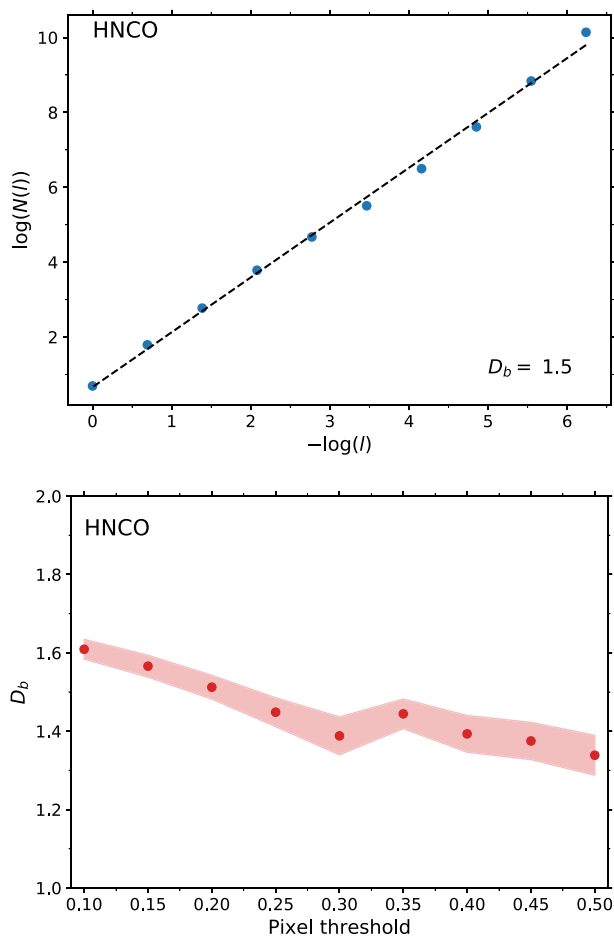 HNCO
10
8
6
4
2
log(N(l))
D_b = 1.5
0 1 2 3 4 5 6
−log(l)
2.0
HNCO
1.8
1.6
D_b
1.4
1.2
1.0
0.10 0.15 0.20 0.25 0.30 0.35 0.40 0.45 0.50
Pixel threshold